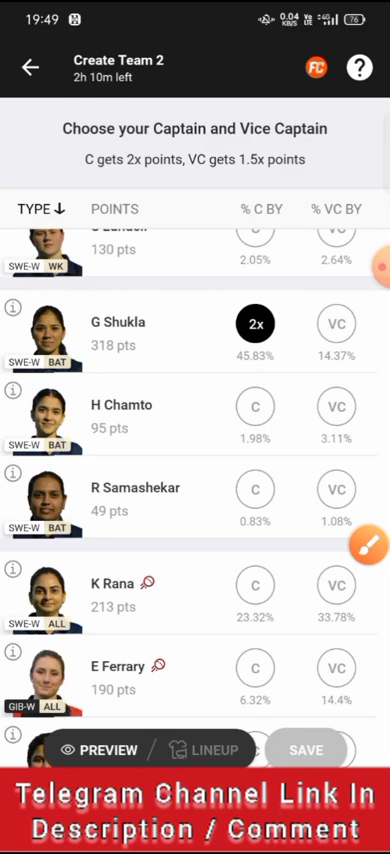 19:49
0.04 KB/S Vo LTE 4G 76
Create Team 2
2h 10m left
FC ?
Choose your Captain and Vice Captain
C gets 2x points, VC gets 1.5x points
TYPE POINTS % C BY % VC BY
130 pts
SWE-W WK 2.05% 2.64%
G Shukla
318 pts
2x VC
SWE-W BAT 45.83% 14.37%
H Chamto
95 pts
C VC
SWE-W BAT 1.98% 3.11%
R Samashekar
49 pts
C VC
SWE-W BAT 0.83% 1.08%
K Rana
213 pts
C VC
SWE-W ALL 23.32% 33.78%
E Ferrary
190 pts
C VC
GIB-W ALL 6.32% 14.4%
PREVIEW / LINEUP SAVE
Telegram Channel Link In
Description / Comment